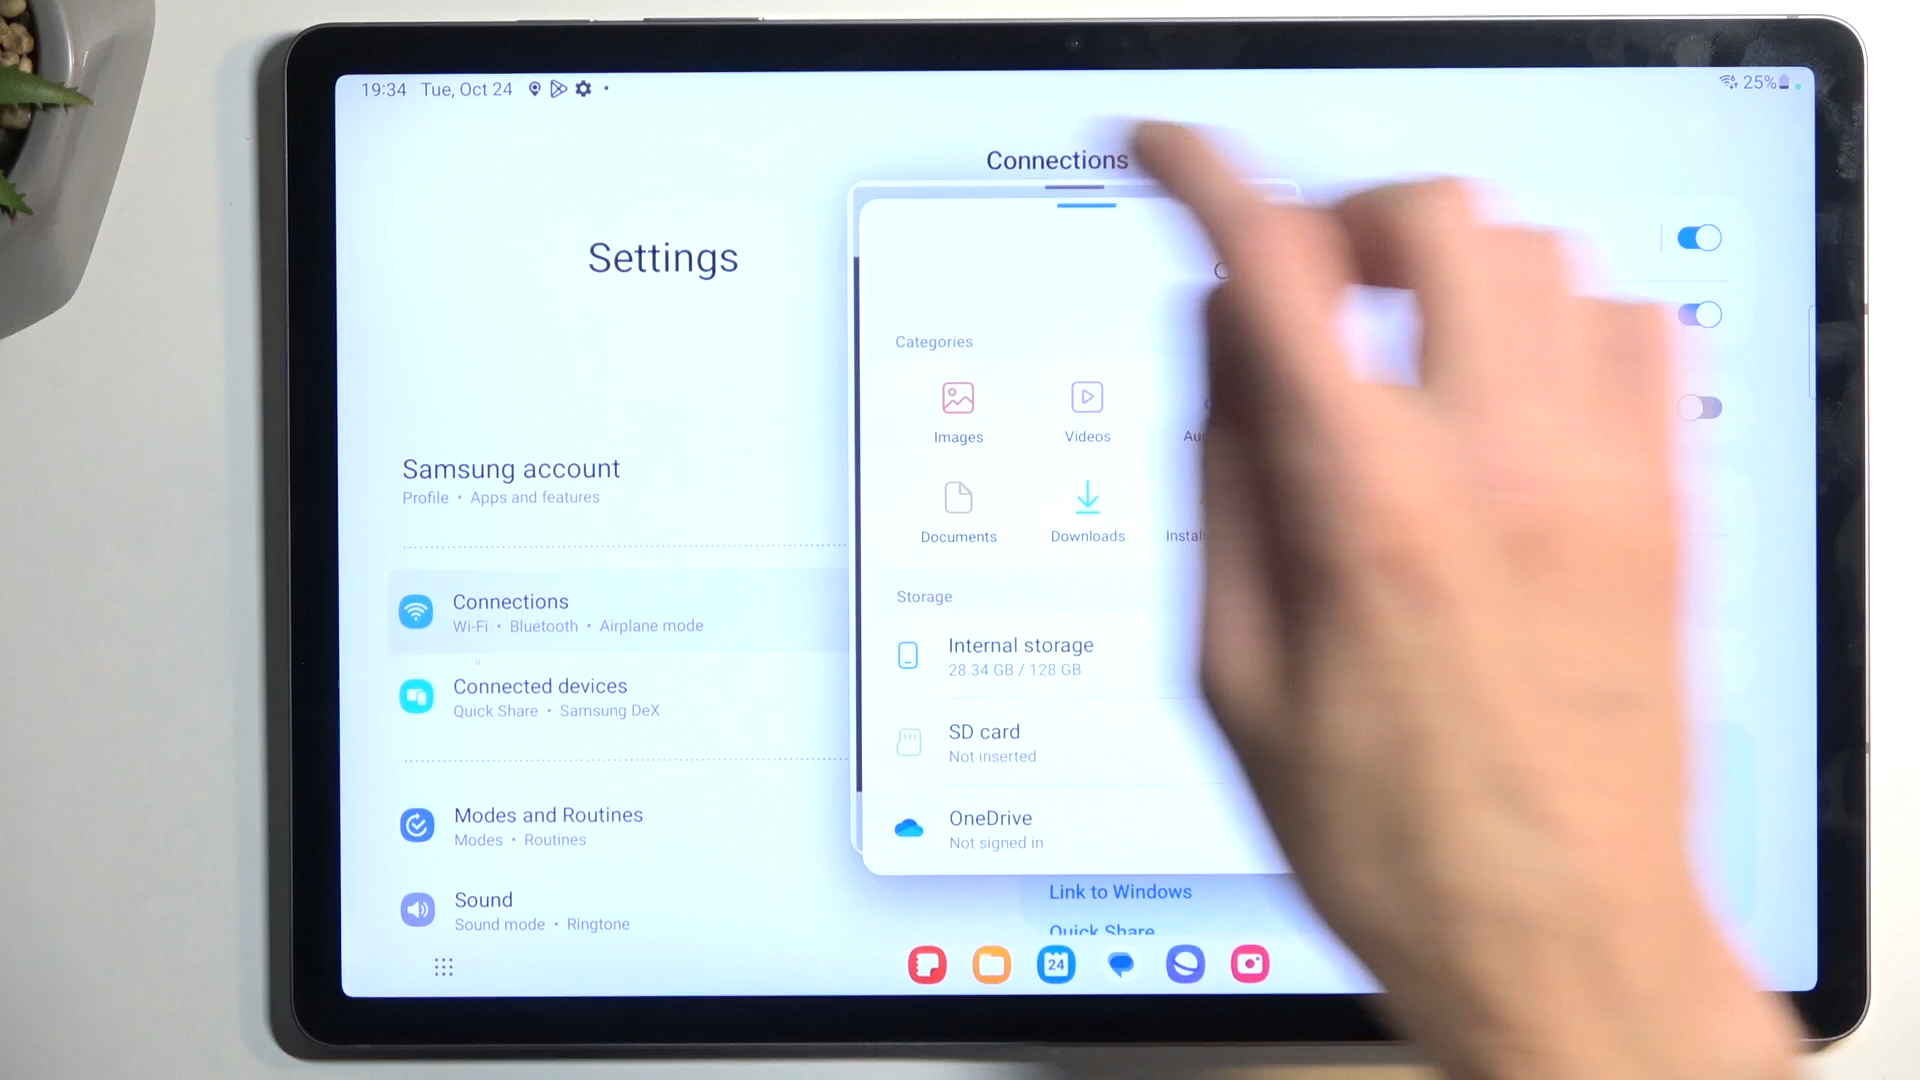 19:34 Tue, Oct 24
25%
Connections
Settings
Categories
Images
Videos
Samsung account
Profile • Apps and features
Documents
Downloads
Storage
Connections
Wi-Fi • Bluetooth • Airplane mode
Internal storage
28.34 GB / 128 GB
Connected devices
Quick Share • Samsung DeX
SD card
Not inserted
Modes and Routines
Modes • Routines
OneDrive
Not signed in
Sound
Sound mode • Ringtone
Link to Windows
Quick Share
24